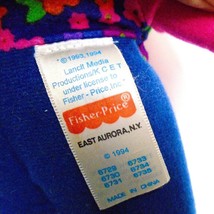 *©1993,1994
Lancit Media
Productions/K C E T
under license to
Fisher - Price, Inc.
Fisher-Price®
EAST AURORA, N.Y.
© 1994
6729 6733
6730 6734
6731 6735
MADE IN CHINA